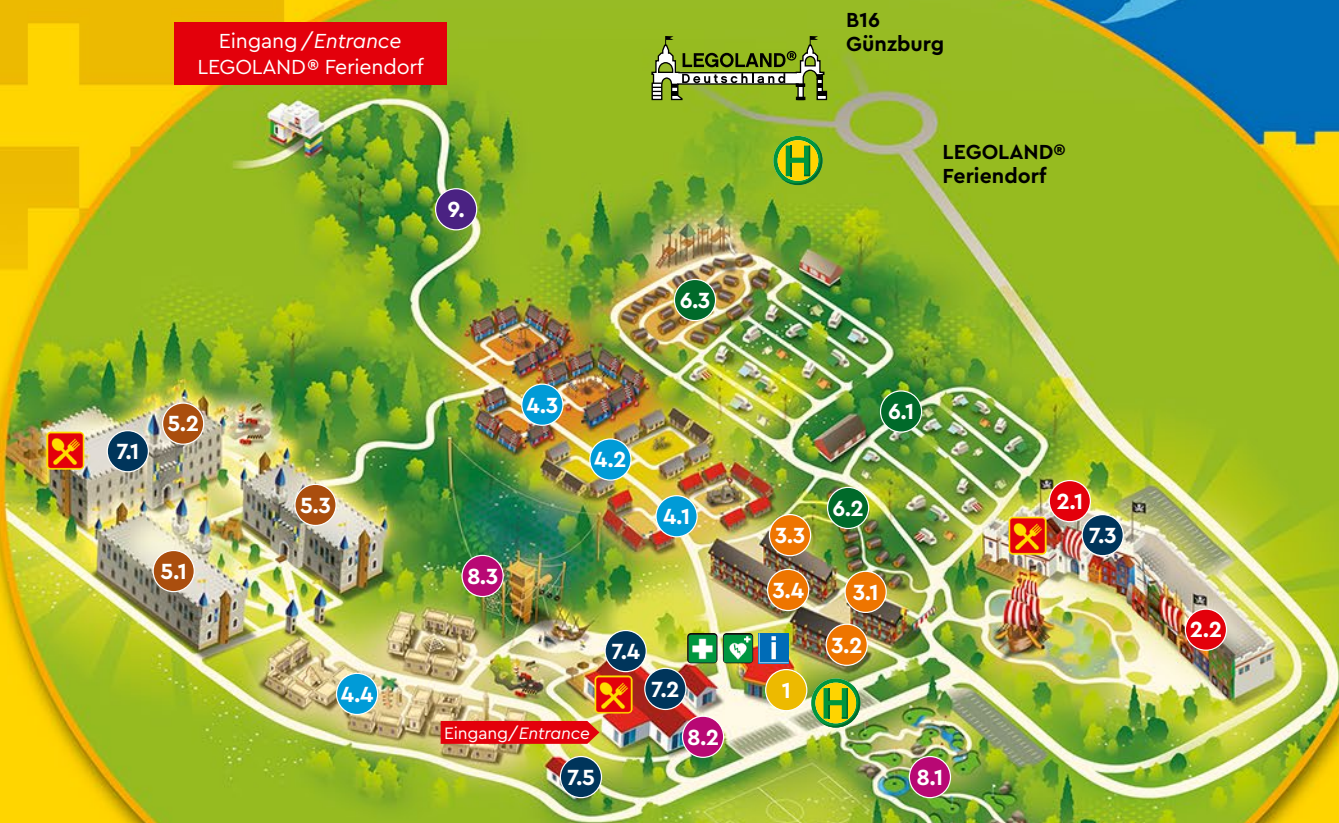 Eingang / Entrance
LEGOLAND® Feriendorf
LEGOLAND®
Deutschland
B16
Günzburg
H
LEGOLAND®
Feriendorf
9.
6.3
4.3
6.1
5.2
7.1
4.2
5.3
4.1
6.2
2.1
7.3
3.3
5.1
8.3
3.4
3.1
2.2
3.2
7.4
i
4.4
7.2
1
H
Eingang/Entrance
8.2
7.5
8.1